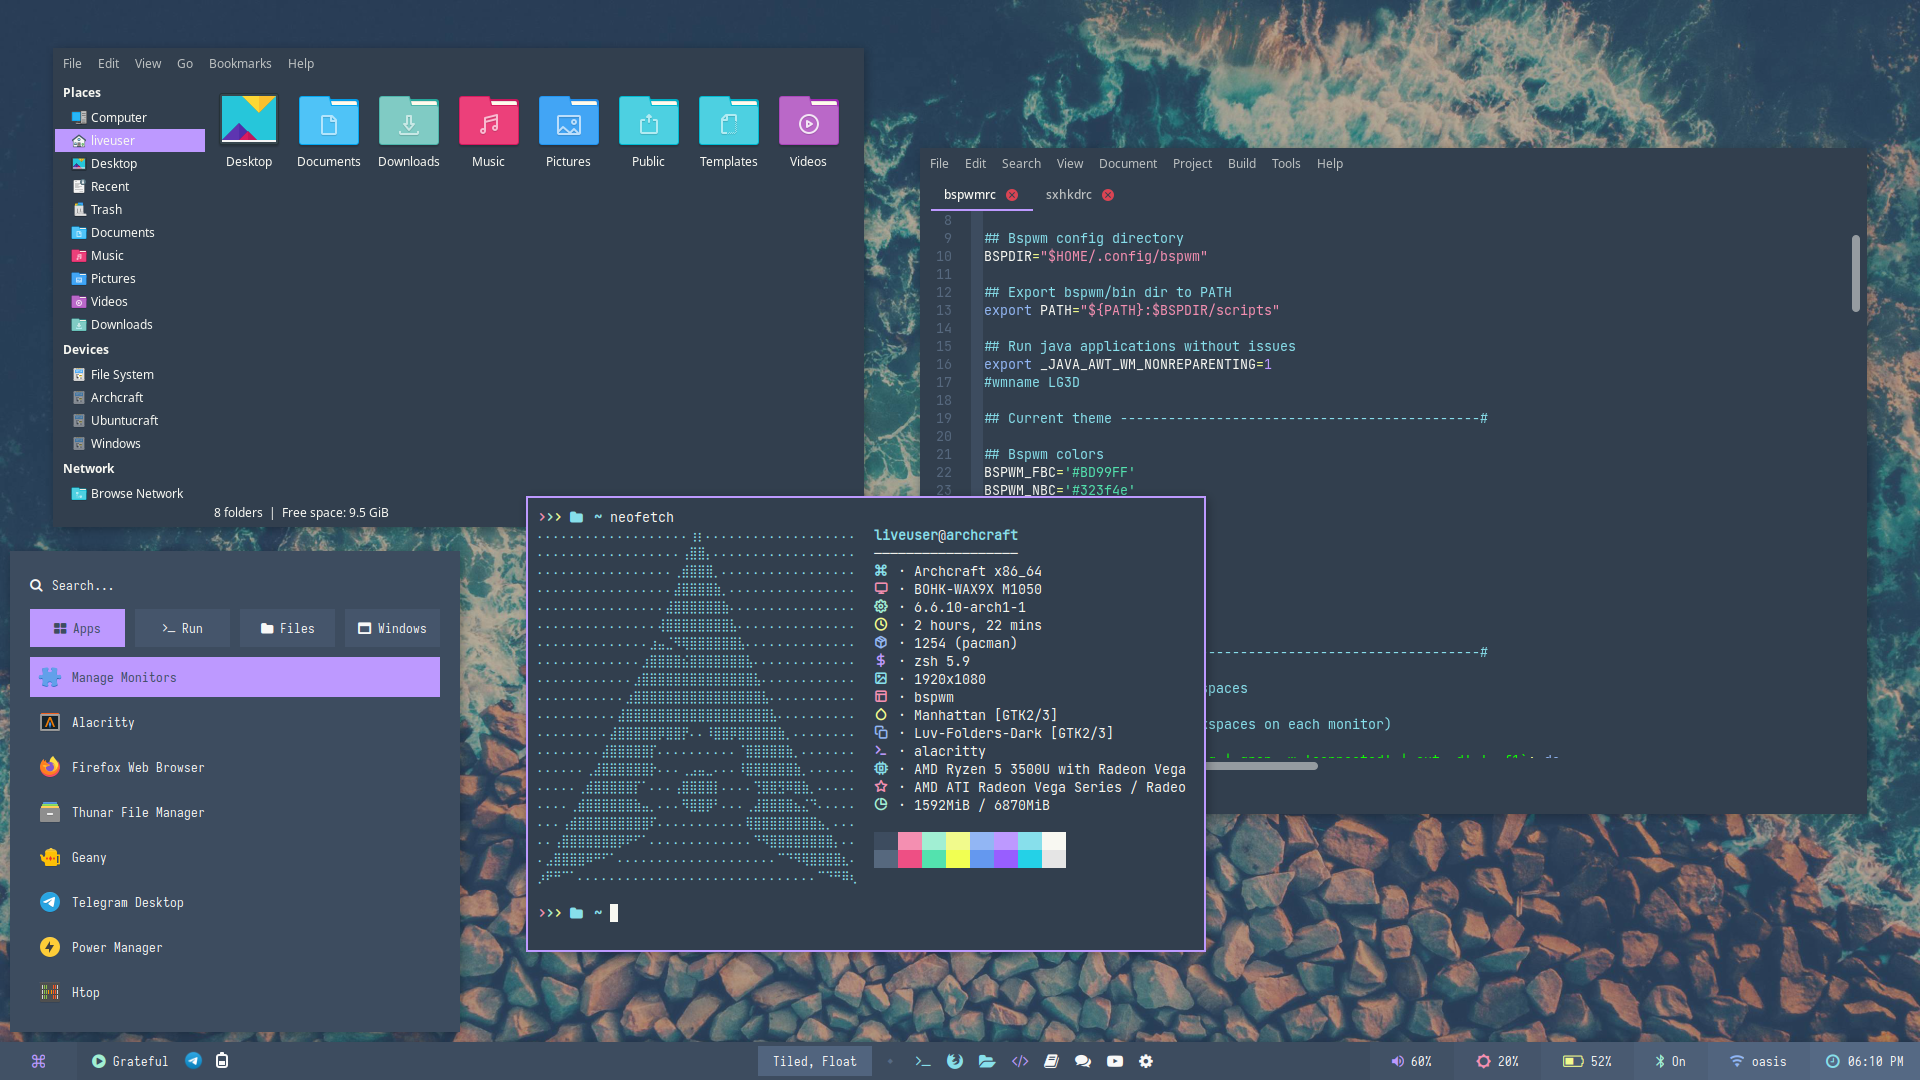 File Edit View Go Bookmarks Help
Places
Computer
liveuser
Desktop
Recent
Trash
Documents
Music
Pictures
Videos
Downloads
Devices
File System
Archcraft
Ubuntucraft
Windows
Network
Browse Network
Desktop Documents Downloads Music Pictures Public Templates Videos
8 folders | Free space: 9.5 GiB
File Edit Search View Document Project Build Tools Help
bspwmrc sxhkdrc
8
9 ## Bspwm config directory
10 BSPDIR="$HOME/.config/bspwm"
11
12 ## Export bspwm/bin dir to PATH
13 export PATH="${PATH}:$BSPDIR/scripts"
14
15 ## Run java applications without issues
16 export _JAVA_AWT_WM_NONREPARENTING=1
17 #wmname LG3D
18
19 ## Current theme ---------------------------------------------#
20
21 ## Bspwm colors
22 BSPWM_FBC='#BD99FF'
23 BSPWM_NBC='#323f4e'
-----------------------------------#
spaces
spaces on each monitor)
>>> ~ neofetch
liveuser@archcraft
------------------
· Archcraft x86_64
· BOHK-WAX9X M1050
· 6.6.10-arch1-1
· 2 hours, 22 mins
· 1254 (pacman)
· zsh 5.9
· 1920x1080
· bspwm
· Manhattan [GTK2/3]
· Luv-Folders-Dark [GTK2/3]
· alacritty
· AMD Ryzen 5 3500U with Radeon Vega
· AMD ATI Radeon Vega Series / Radeo
· 1592MiB / 6870MiB
>>> ~
Search...
Apps Run Files Windows
Manage Monitors
Alacritty
Firefox Web Browser
Thunar File Manager
Geany
Telegram Desktop
Power Manager
Htop
Grateful Tiled, Float 60% 20% 52% On oasis 06:10 PM